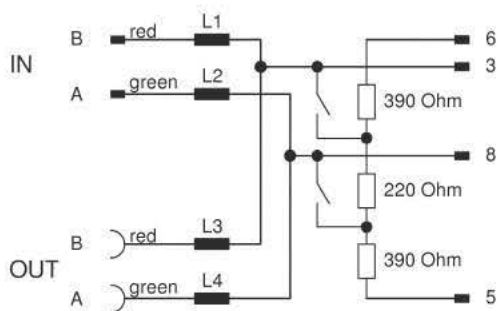 B red L1 6
IN 3
A green L2 390 Ohm
8
220 Ohm
B red L3
OUT 390 Ohm
A green L4 5